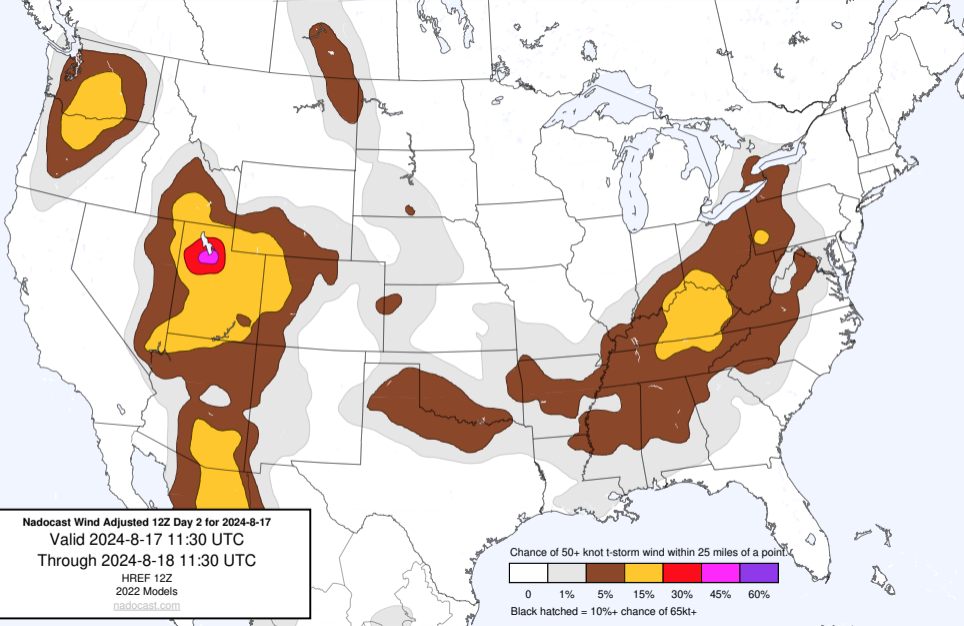 Nadocast Wind Adjusted 12Z Day 2 for 2024-8-17
Valid 2024-8-17 11:30 UTC
Through 2024-8-18 11:30 UTC
HREF 12Z
2022 Models
nadocast.com
Chance of 50+ knot t-storm wind within 25 miles of a point.
0 1% 5% 15% 30% 45% 60%
Black hatched = 10%+ chance of 65kt+